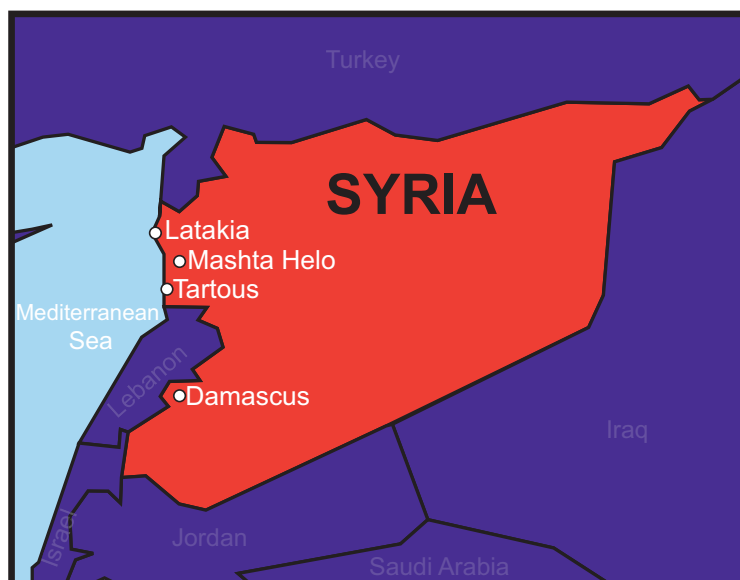 Turkey
SYRIA
Latakia
Mashta Helo
Tartous
Mediterranean
Sea
Lebanon
Damascus
Iraq
Israel
Jordan
Saudi Arabia